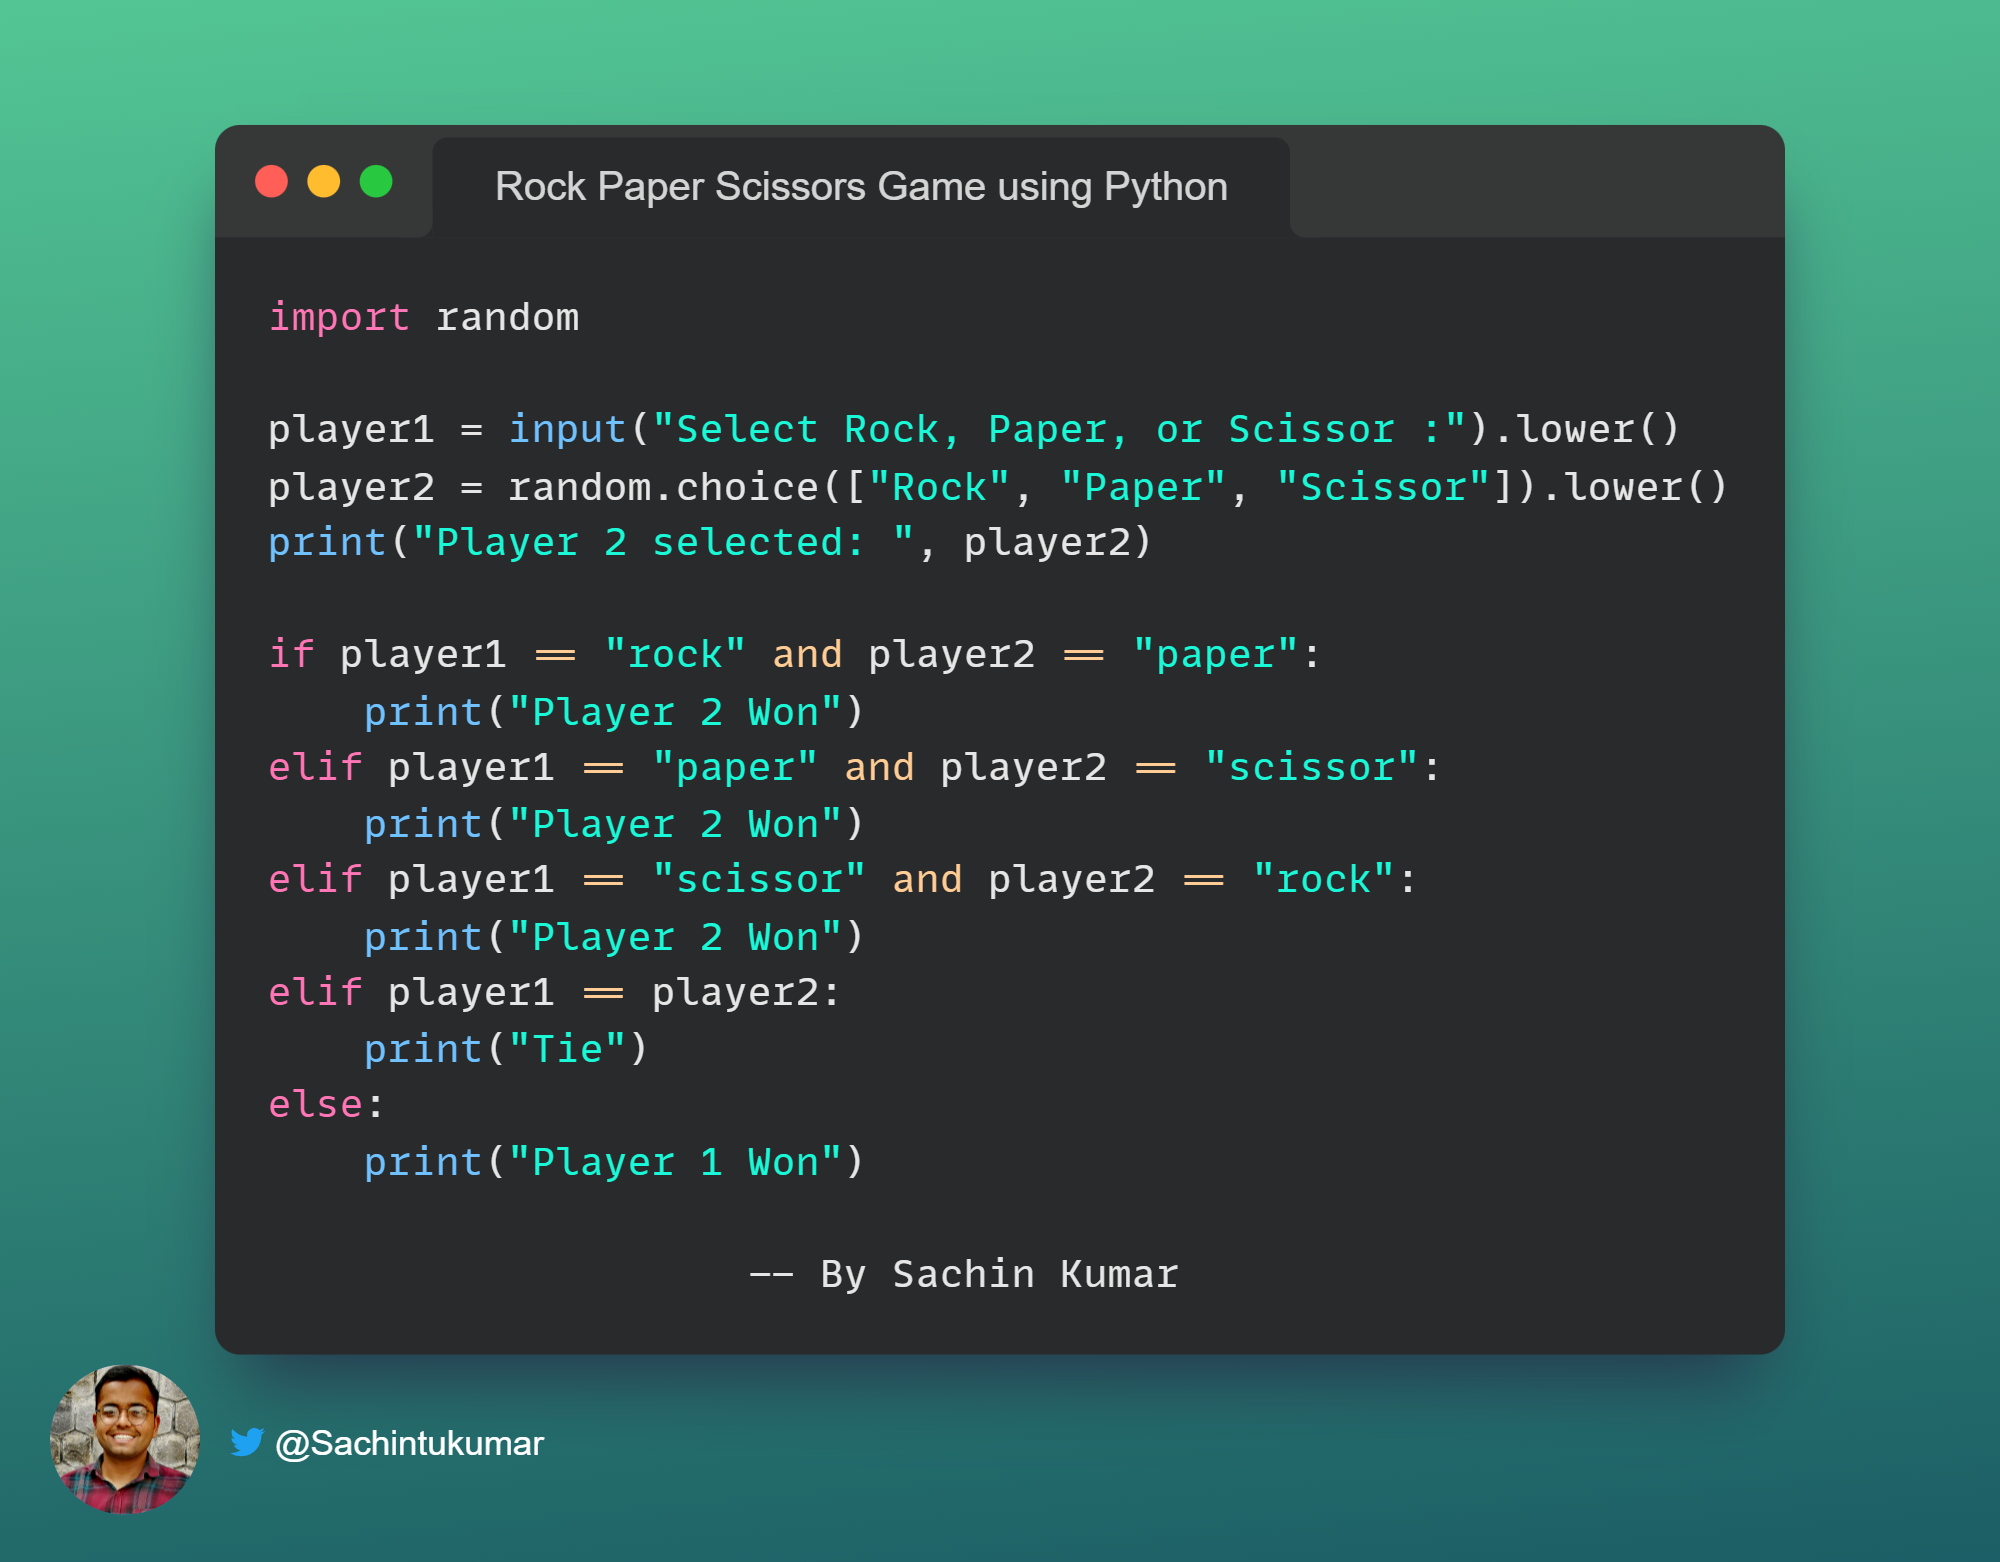 Rock Paper Scissors Game using Python
import random
player1 = input("Select Rock, Paper, or Scissor :").lower()
player2 = random.choice(["Rock", "Paper", "Scissor"]).lower()
print("Player 2 selected: ", player2)
if player1 == "rock" and player2 == "paper":
    print("Player 2 Won")
elif player1 == "paper" and player2 == "scissor":
    print("Player 2 Won")
elif player1 == "scissor" and player2 == "rock":
    print("Player 2 Won")
elif player1 == player2:
    print("Tie")
else:
    print("Player 1 Won")
-- By Sachin Kumar
@Sachintukumar